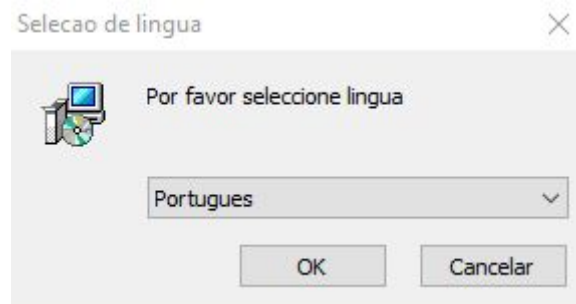 Selecao de lingua
Por favor seleccione lingua
Portugues
OK
Cancelar